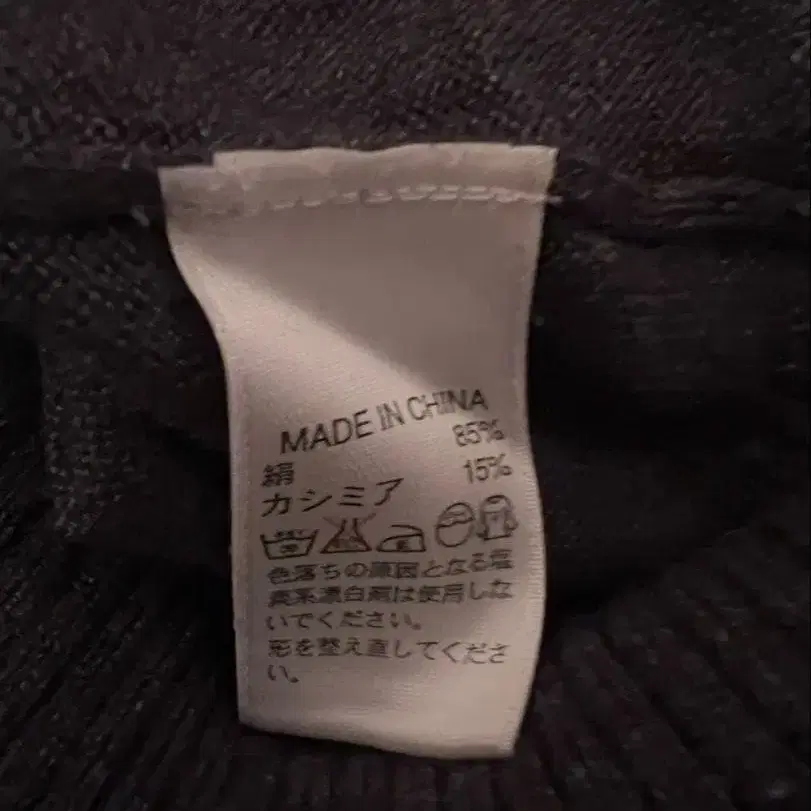 MADE IN CHINA
絹 85%
カシミア 15%
色落ちの原因となる塩
素系漂白剤は使用しな
いでください。
形を整え直してくださ
い。